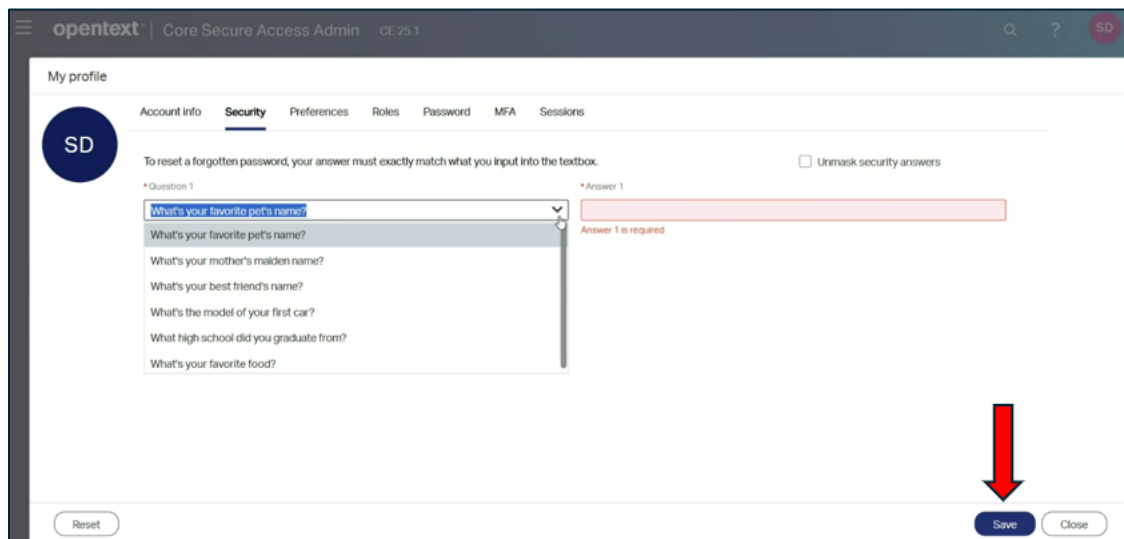 opentext™ | Core Secure Access Admin CE 25.1 ? SD
My profile
SD
Account info Security Preferences Roles Password MFA Sessions
To reset a forgotten password, your answer must exactly match what you input into the textbox. Unmask security answers
* Question 1 * Answer 1
What's your favorite pet's name?
What's your favorite pet's name? Answer 1 is required
What's your mother's maiden name?
What's your best friend's name?
What's the model of your first car?
What high school did you graduate from?
What's your favorite food?
Reset Save Close